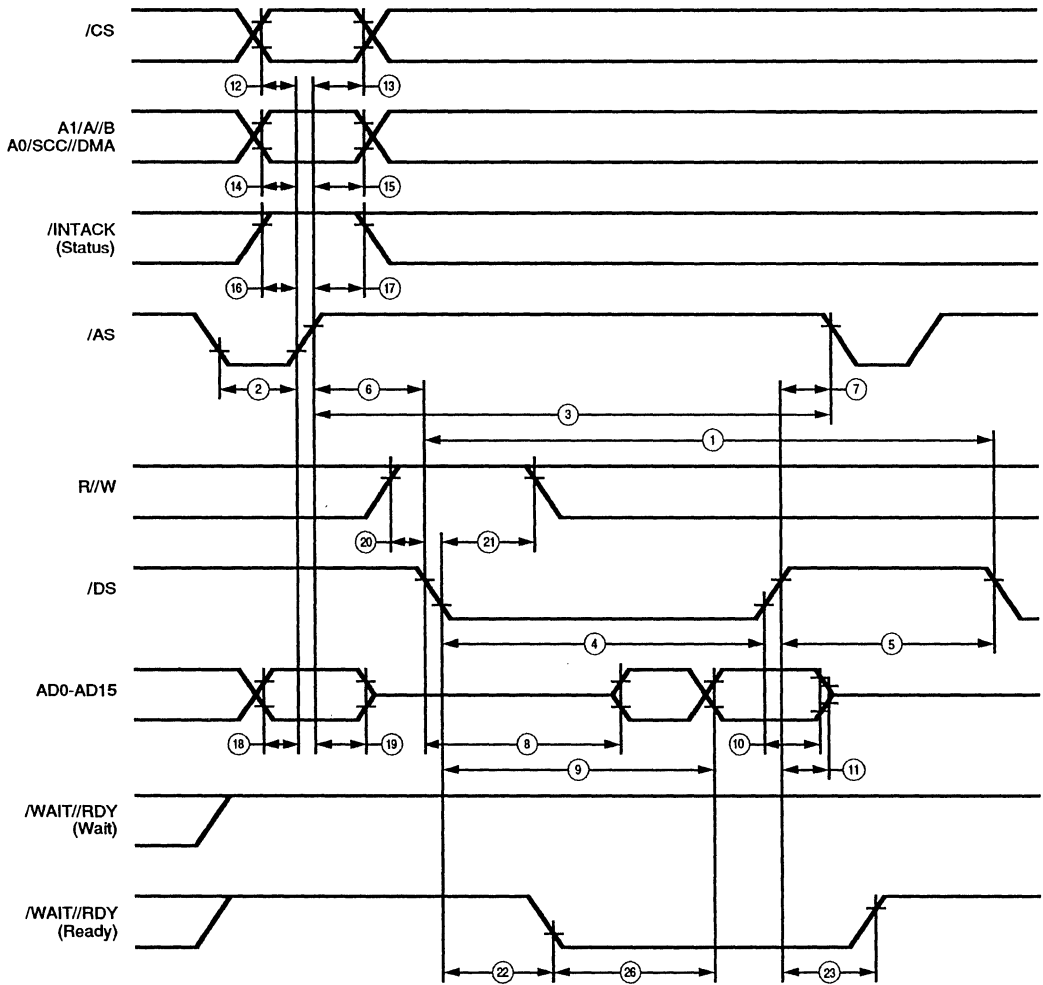 /CS
12
13
A1/A//B
A0/SCC//DMA
14
15
/INTACK
(Status)
16
17
/AS
2
6
7
3
1
R//W
20
21
/DS
4
5
AD0-AD15
18
19
8
10
9
11
/WAIT//RDY
(Wait)
/WAIT//RDY
(Ready)
22
26
23